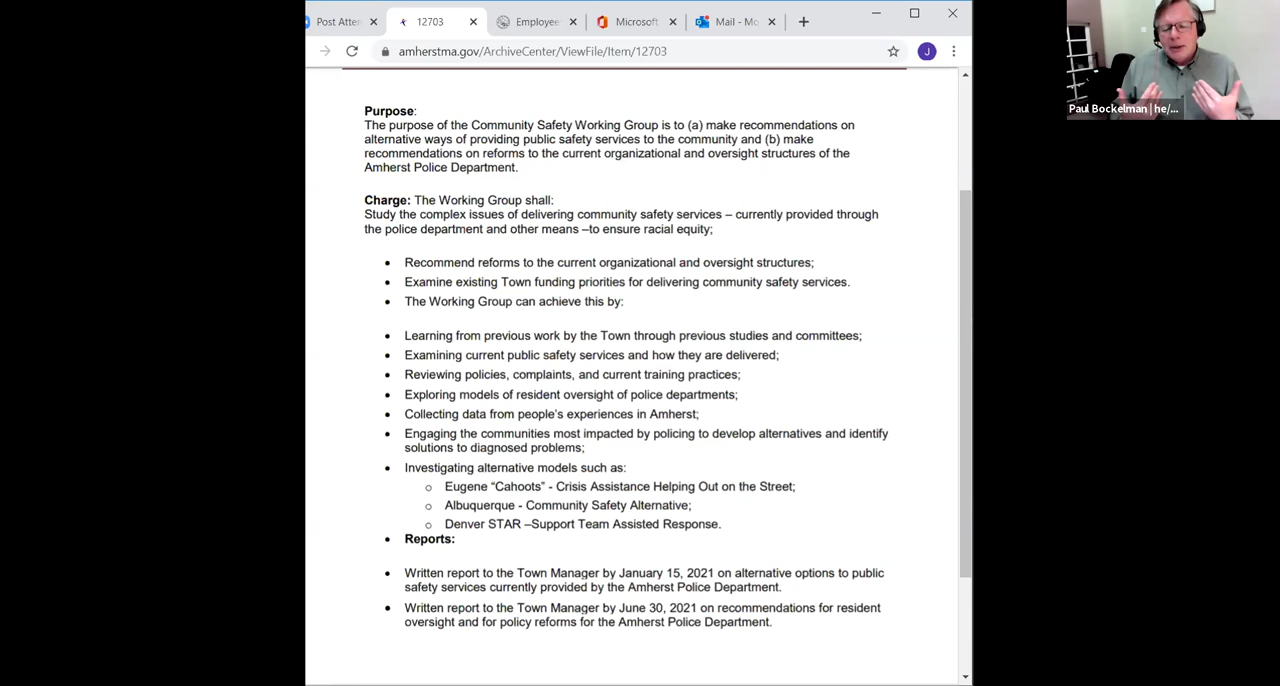 Post Atten
12703
Employee
Microsoft
Mail - Mo
amherstma.gov/ArchiveCenter/ViewFile/Item/12703
J
Paul Bockelman | he/...
Purpose:
The purpose of the Community Safety Working Group is to (a) make recommendations on
alternative ways of providing public safety services to the community and (b) make
recommendations on reforms to the current organizational and oversight structures of the
Amherst Police Department.
Charge: The Working Group shall:
Study the complex issues of delivering community safety services – currently provided through
the police department and other means –to ensure racial equity;
• Recommend reforms to the current organizational and oversight structures;
• Examine existing Town funding priorities for delivering community safety services.
• The Working Group can achieve this by:
• Learning from previous work by the Town through previous studies and committees;
• Examining current public safety services and how they are delivered;
• Reviewing policies, complaints, and current training practices;
• Exploring models of resident oversight of police departments;
• Collecting data from people's experiences in Amherst;
• Engaging the communities most impacted by policing to develop alternatives and identify
solutions to diagnosed problems;
• Investigating alternative models such as:
o Eugene “Cahoots” - Crisis Assistance Helping Out on the Street;
o Albuquerque - Community Safety Alternative;
o Denver STAR –Support Team Assisted Response.
• Reports:
• Written report to the Town Manager by January 15, 2021 on alternative options to public
safety services currently provided by the Amherst Police Department.
• Written report to the Town Manager by June 30, 2021 on recommendations for resident
oversight and for policy reforms for the Amherst Police Department.